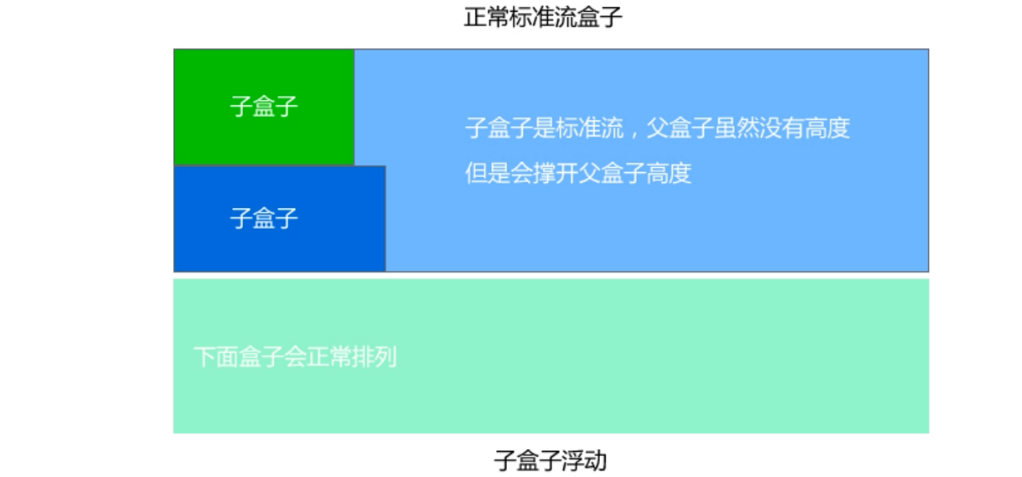 正常标准流盒子
子盒子
子盒子是标准流，父盒子虽然没有高度
但是会撑开父盒子高度
子盒子
下面盒子会正常排列
子盒子浮动